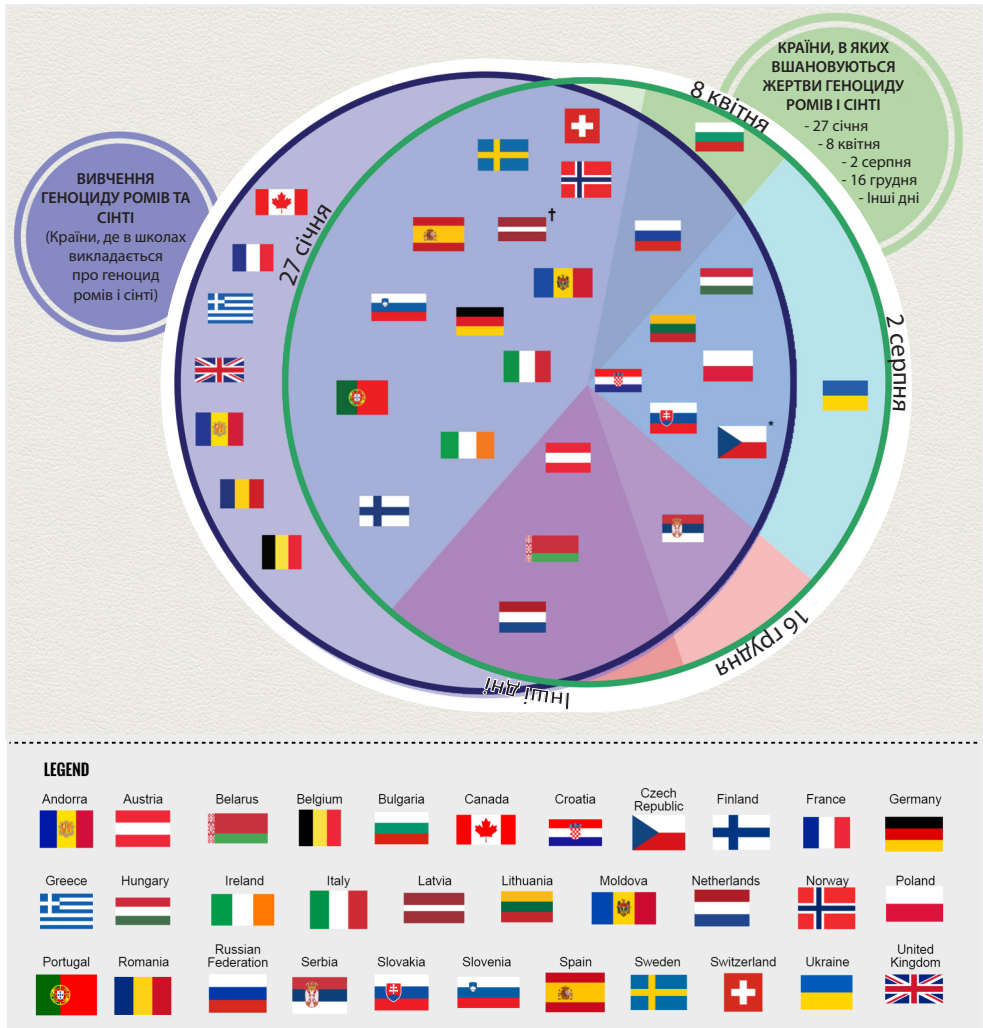 ВИВЧЕННЯ
ГЕНОЦИДУ РОМІВ ТА
СІНТІ
(Країни, де в школах
викладається
про геноцид
ромів і сінті)
КРАЇНИ, В ЯКИХ
ВШАНОВУЮТЬСЯ
ЖЕРТВИ ГЕНОЦИДУ
РОМІВ І СІНТІ
- 27 січня
- 8 квітня
- 2 серпня
- 16 грудня
- Інші дні
27 січня
8 квітня
2 серпня
16 грудня
Інші дні
†
*
LEGEND
Andorra Austria Belarus Belgium Bulgaria Canada Croatia Czech Republic Finland France Germany
Greece Hungary Ireland Italy Latvia Lithuania Moldova Netherlands Norway Poland
Portugal Romania Russian Federation Serbia Slovakia Slovenia Spain Sweden Switzerland Ukraine United Kingdom